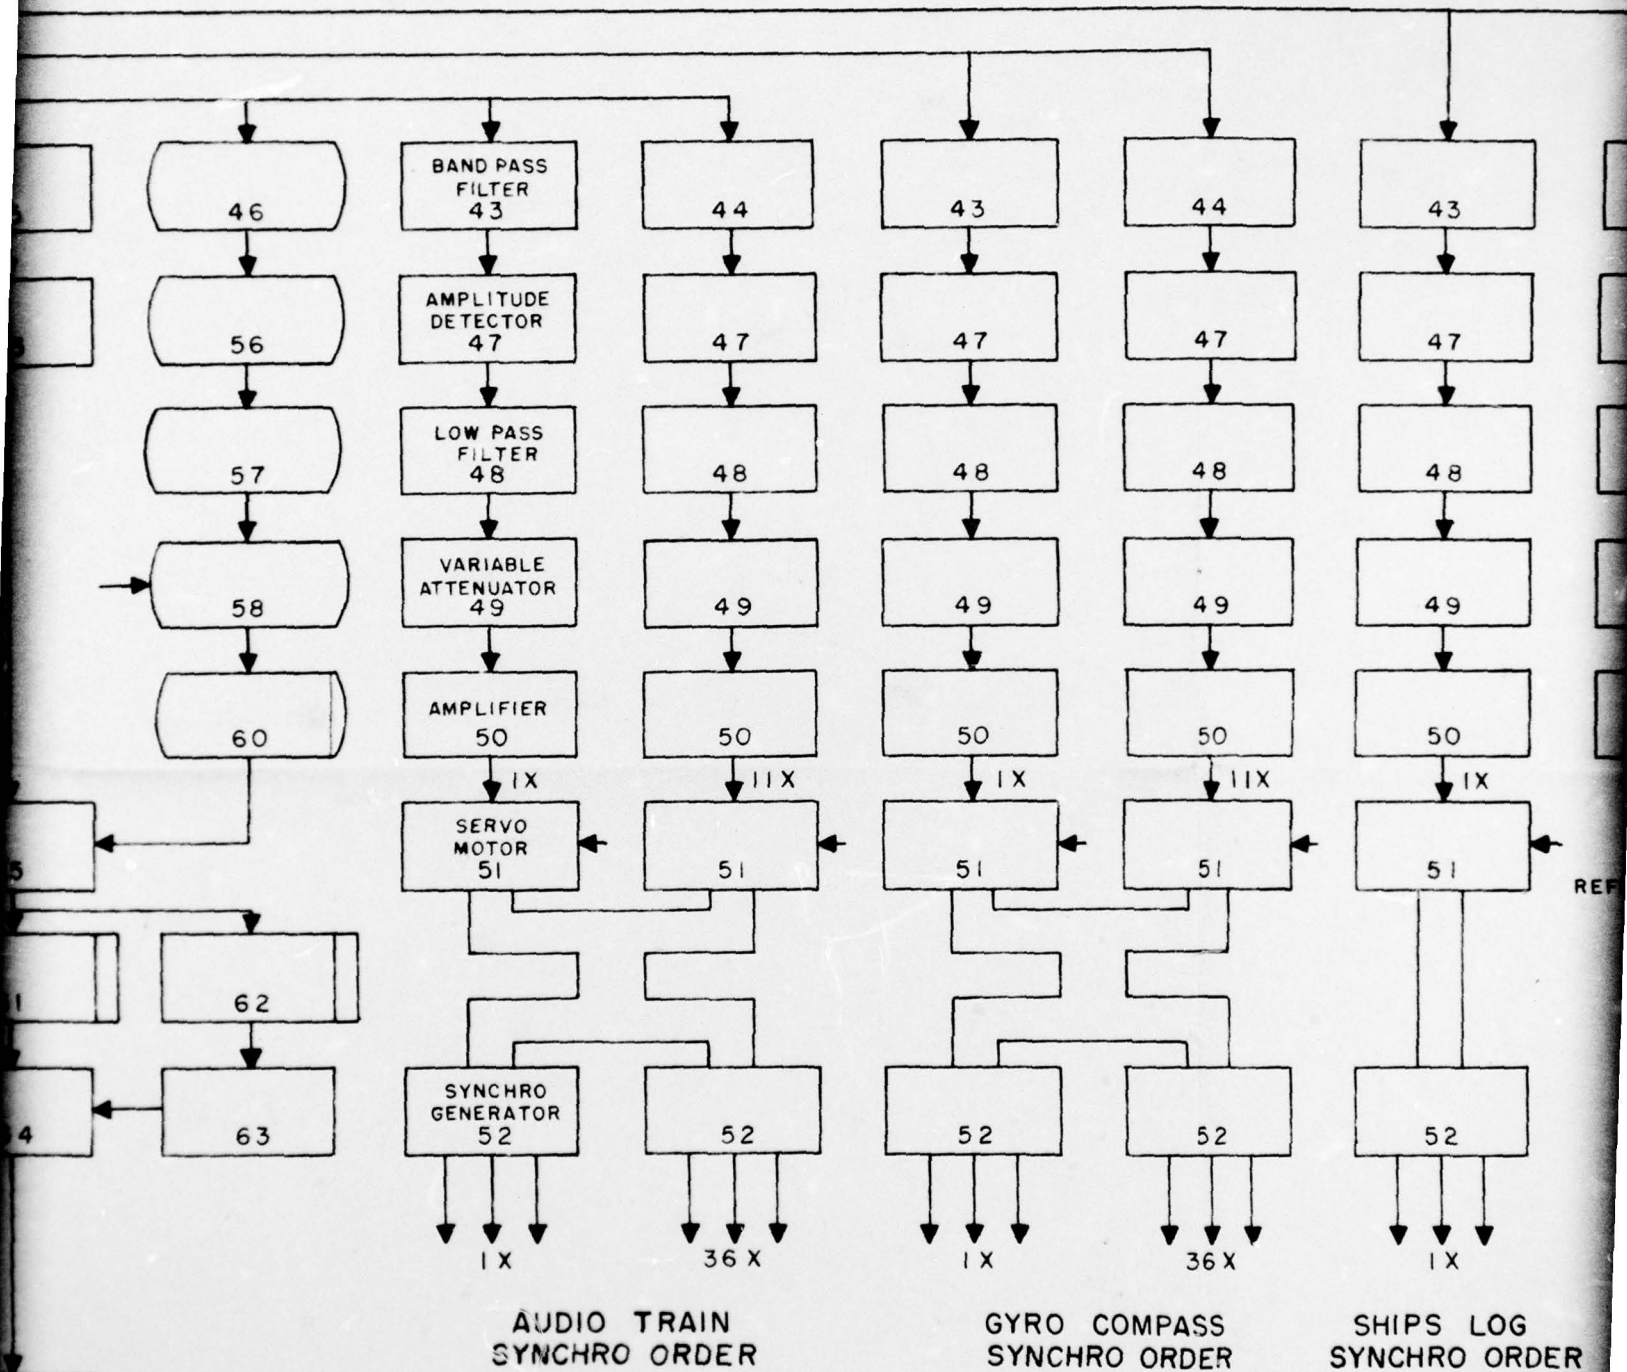 46
BAND PASS
FILTER
43
44
43
44
43
56
AMPLITUDE
DETECTOR
47
47
47
47
47
57
LOW PASS
FILTER
48
48
48
48
48
58
VARIABLE
ATTENUATOR
49
49
49
49
49
60
AMPLIFIER
50
50
50
50
50
1X
11X
1X
11X
1X
SERVO
MOTOR
51
51
51
51
51
REF
62
63
SYNCHRO
GENERATOR
52
52
52
52
52
1X
36X
1X
36X
1X
AUDIO TRAIN
SYNCHRO ORDER
GYRO COMPASS
SYNCHRO ORDER
SHIPS LOG
SYNCHRO ORDER